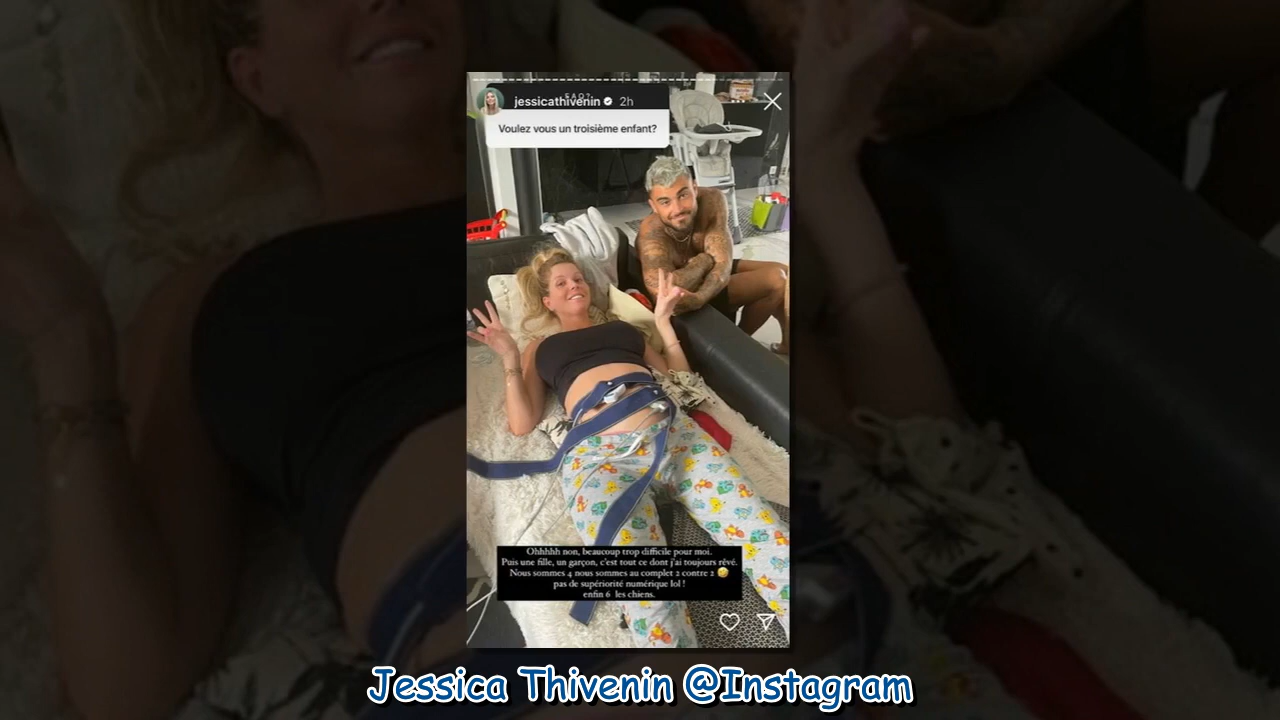 FAQ?
jessicathivenin 2h
Voulez vous un troisième enfant?
Ohhhhh non, beaucoup trop difficile pour moi.
Puis une fille, un garçon, c'est tout ce dont j'ai toujours rêvé.
Nous sommes 4 nous sommes au complet 2 contre 2 🤣
pas de supériorité numérique lol !
enfin 6 les chiens.
Jessica Thivenin @Instagram